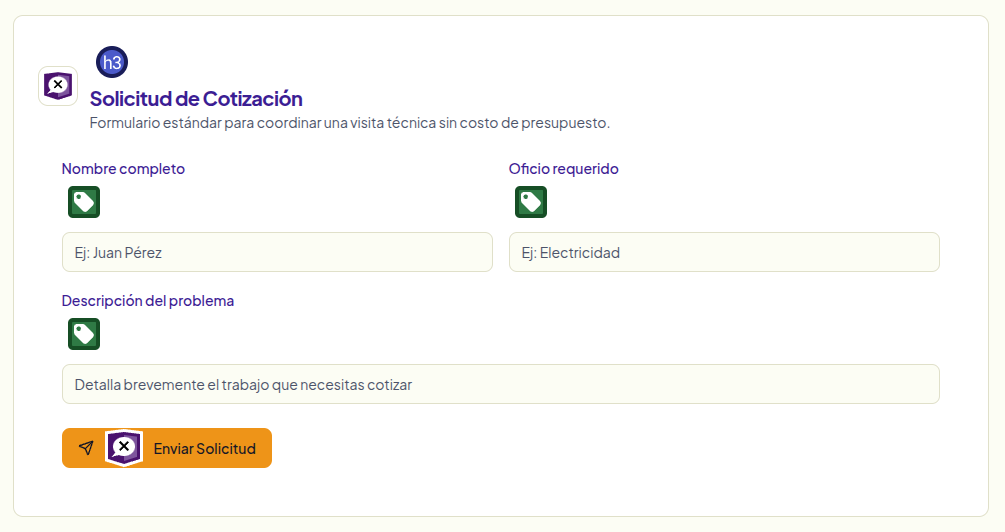 h3
Solicitud de Cotización
Formulario estándar para coordinar una visita técnica sin costo de presupuesto.
Nombre completo
Oficio requerido
Ej: Juan Pérez
Ej: Electricidad
Descripción del problema
Detalla brevemente el trabajo que necesitas cotizar
Enviar Solicitud